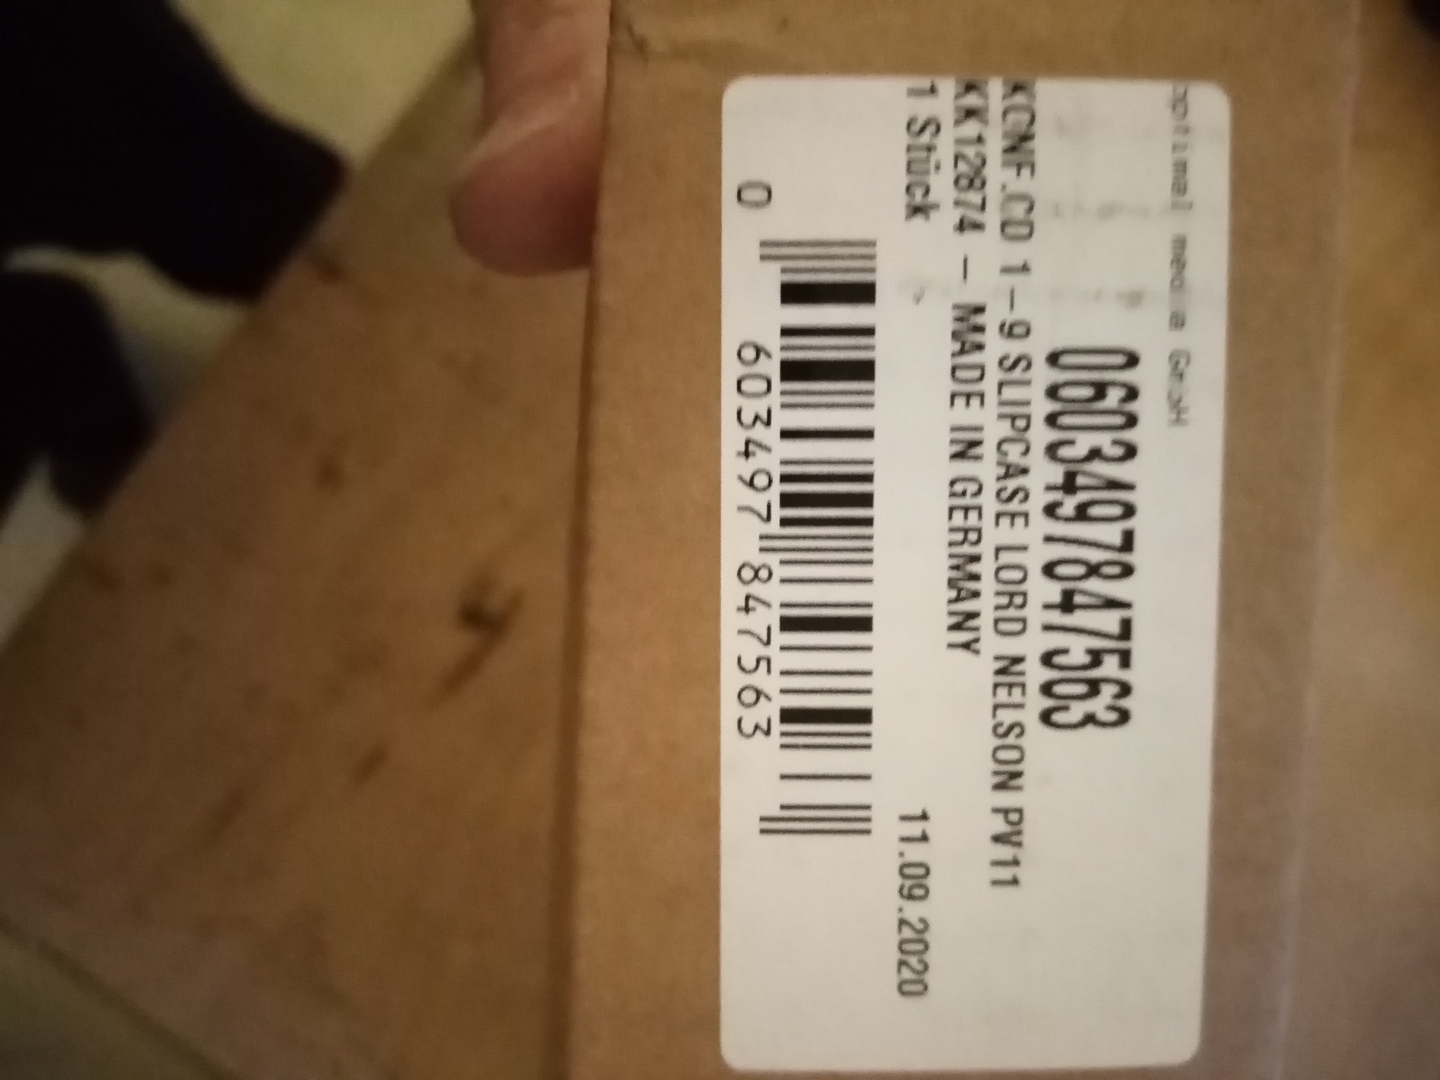 optimal media GmbH
0603497847563
KONF.CD 1-9 SLIPCASE LORD NELSON PV11
KK12874 - MADE IN GERMANY
1 Stück
11.09.2020
0 603497 847563